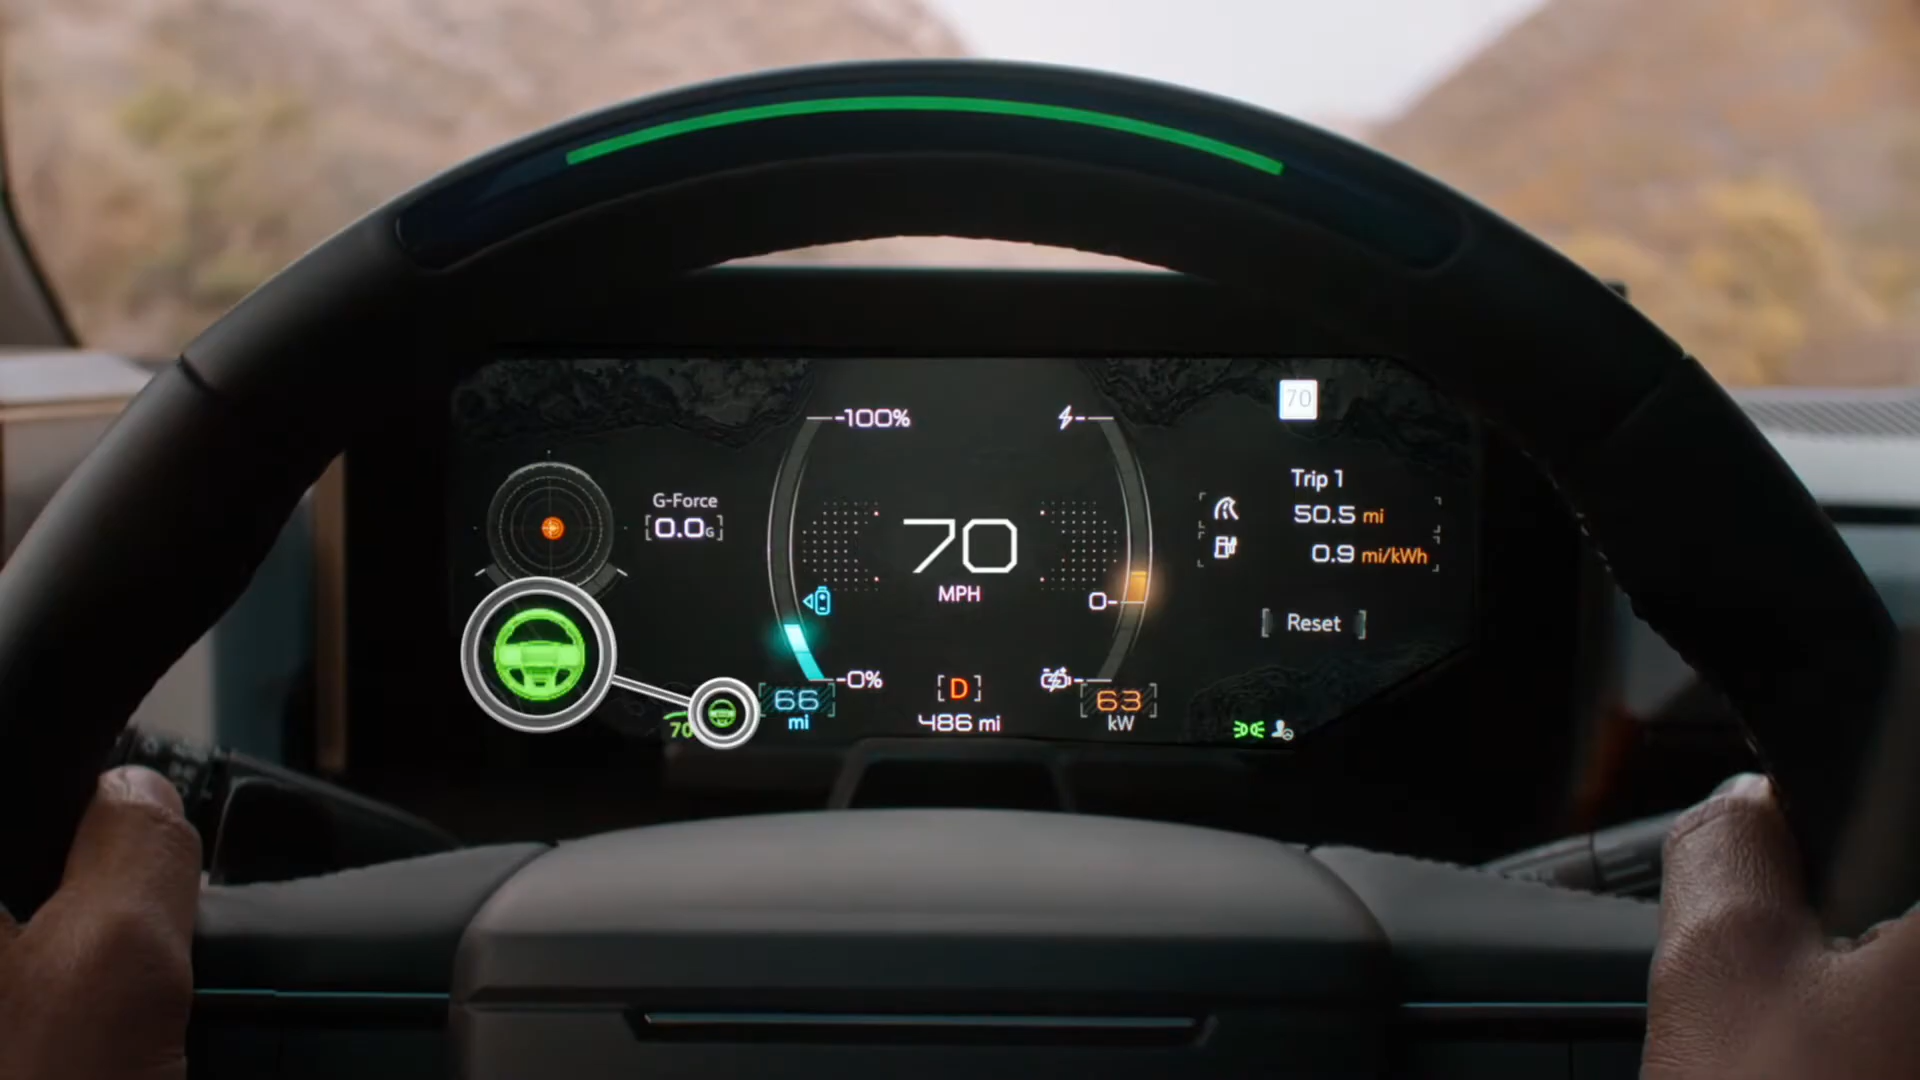 70
-100%
G-Force
0.0G
70
MPH
Trip 1
50.5 mi
0.9 mi/kWh
0-
Reset
-0%
D
66
mi
63
kW
486 mi
70